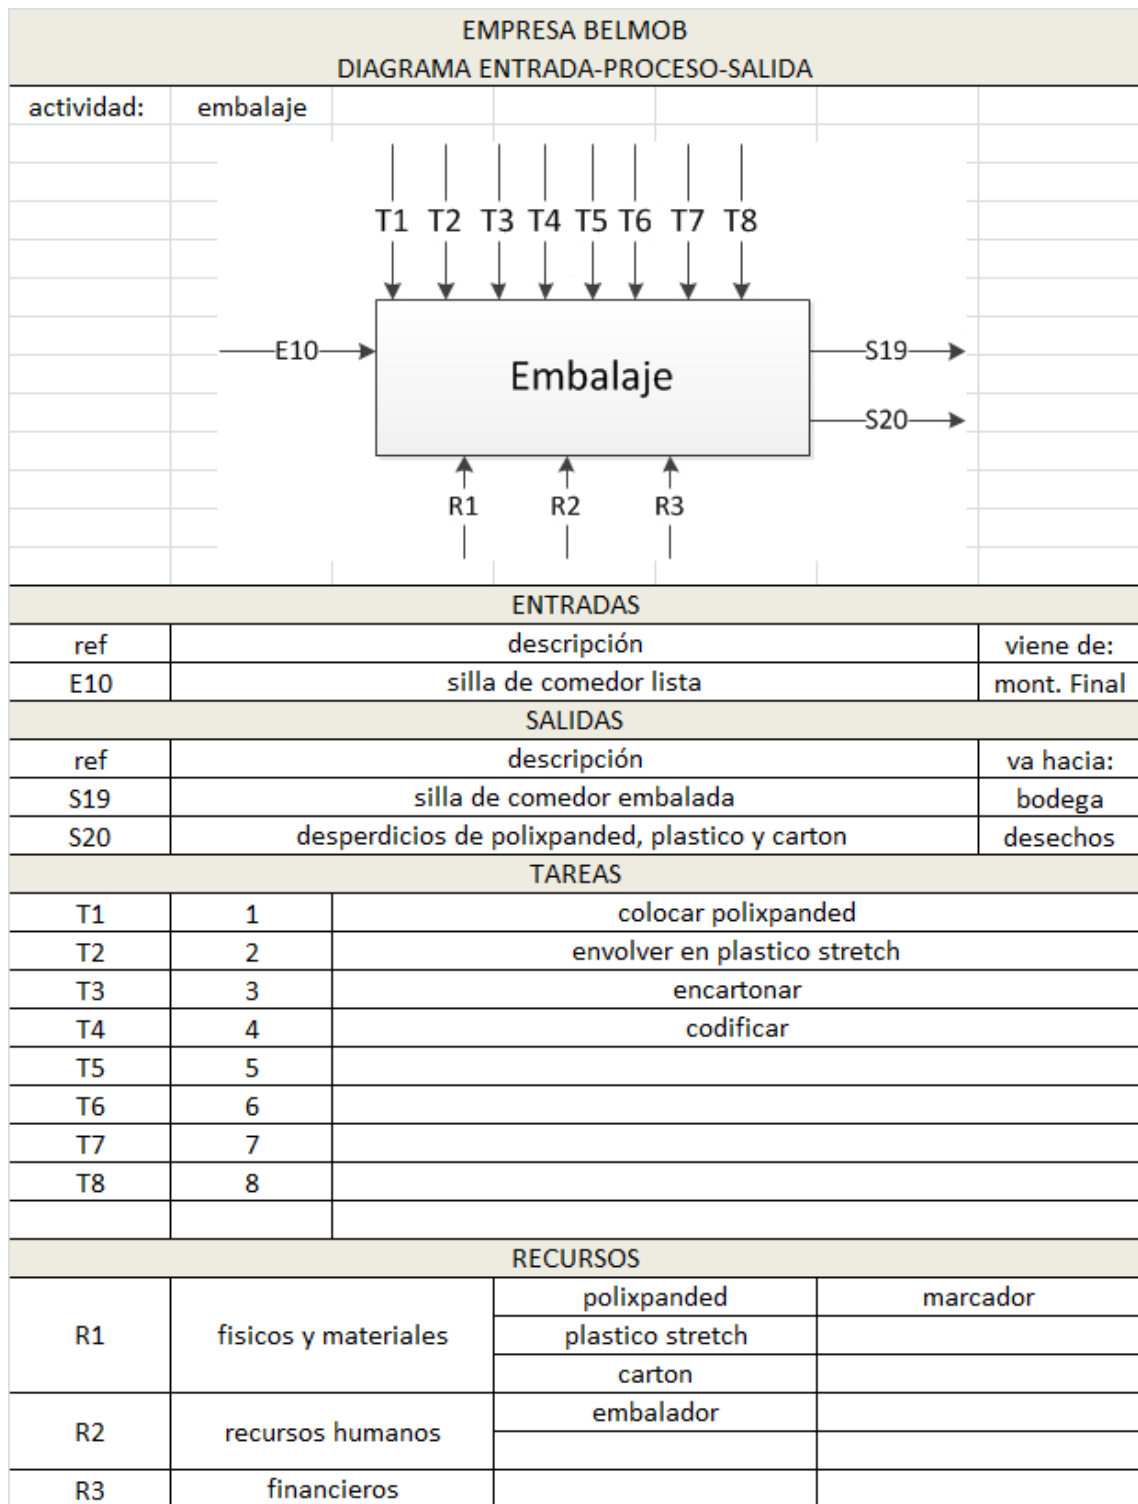 EMPRESA BELMOB
DIAGRAMA ENTRADA-PROCESO-SALIDA
actividad: embalaje
T1 T2 T3 T4 T5 T6 T7 T8
E10 S19
Embalaje
S20
R1 R2 R3
ENTRADAS
ref descripción viene de:
E10 silla de comedor lista mont. Final
SALIDAS
ref descripción va hacia:
S19 silla de comedor embalada bodega
S20 desperdicios de polixpanded, plastico y carton desechos
TAREAS
T1 1 colocar polixpanded
T2 2 envolver en plastico stretch
T3 3 encartonar
T4 4 codificar
T5 5
T6 6
T7 7
T8 8
RECURSOS
polixpanded marcador
R1 fisicos y materiales plastico stretch
carton
embalador
R2 recursos humanos
R3 financieros